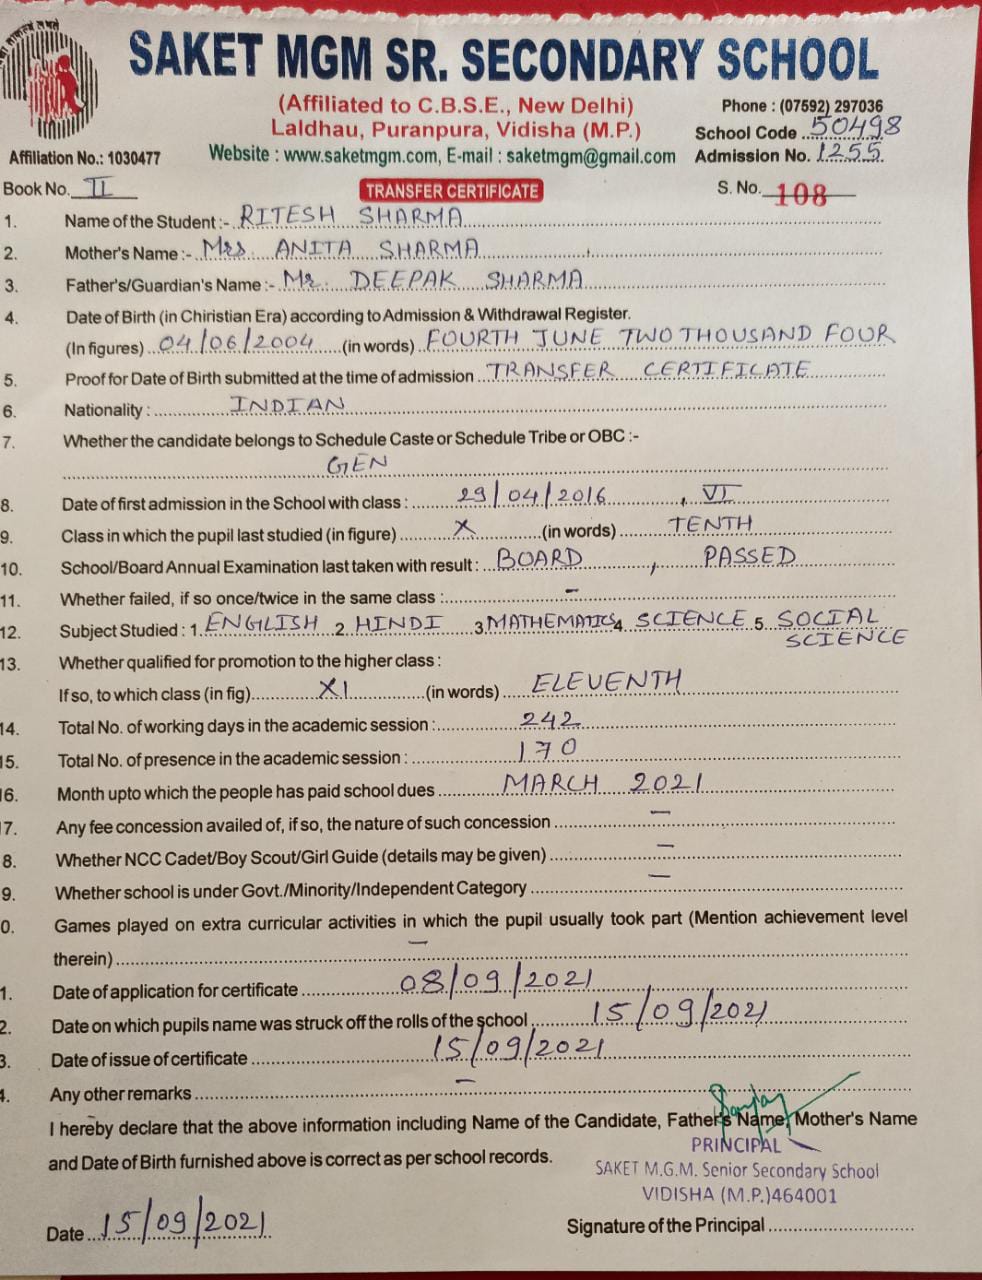 SAKET MGM SR. SECONDARY SCHOOL
(Affiliated to C.B.S.E., New Delhi)
Phone : (07592) 297036
Laldhau, Puranpura, Vidisha (M.P.)
School Code ..50498
Affiliation No.: 1030477 Website : www.saketmgm.com, E-mail : saketmgm@gmail.com Admission No. 1255
Book No. II TRANSFER CERTIFICATE S. No. 108
1. Name of the Student :- RITESH SHARMA
2. Mother's Name :- Mrs ANITA SHARMA
3. Father's/Guardian's Name :- Mr. DEEPAK SHARMA
4. Date of Birth (in Chiristian Era) according to Admission & Withdrawal Register.
(In figures) 04/06/2004 (in words) FOURTH JUNE TWO THOUSAND FOUR
5. Proof for Date of Birth submitted at the time of admission TRANSFER CERTIFICATE
6. Nationality : INDIAN
7. Whether the candidate belongs to Schedule Caste or Schedule Tribe or OBC :-
GEN
8. Date of first admission in the School with class : 29/04/2016 , VI
9. Class in which the pupil last studied (in figure) X (in words) TENTH
10. School/Board Annual Examination last taken with result : BOARD , PASSED
11. Whether failed, if so once/twice in the same class : -
12. Subject Studied : 1. ENGLISH 2. HINDI 3. MATHEMATICS 4. SCIENCE 5. SOCIAL
SCIENCE
13. Whether qualified for promotion to the higher class :
If so, to which class (in fig) XI (in words) ELEVENTH
14. Total No. of working days in the academic session : 242
15. Total No. of presence in the academic session : 170
6. Month upto which the people has paid school dues MARCH 2021
7. Any fee concession availed of, if so, the nature of such concession —
8. Whether NCC Cadet/Boy Scout/Girl Guide (details may be given) —
9. Whether school is under Govt./Minority/Independent Category —
0. Games played on extra curricular activities in which the pupil usually took part (Mention achievement level
therein) —
1. Date of application for certificate 08/09/2021
2. Date on which pupils name was struck off the rolls of the school 15/09/2021
3. Date of issue of certificate 15/09/2021
4. Any other remarks —
I hereby declare that the above information including Name of the Candidate, Father's Name, Mother's Name
and Date of Birth furnished above is correct as per school records.
PRINCIPAL
SAKET M.G.M. Senior Secondary School
VIDISHA (M.P.)464001
Date 15/09/2021 Signature of the Principal